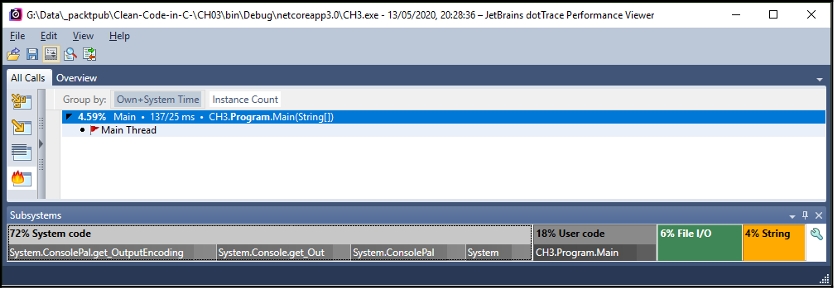 G:\Data\_packtpub\Clean-Code-in-C-\CH03\bin\Debug\netcoreapp3.0\CH3.exe - 13/05/2020, 20:28:36 – JetBrains dotTrace Performance Viewer
File Edit View Help
All Calls Overview
Group by: Own+System Time Instance Count
4.59% Main • 137/25 ms • CH3.Program.Main(String[])
• Main Thread
Subsystems
72% System code 18% User code 6% File I/O 4% String
System.ConsolePal.get_OutputEncoding System.Console.get_Out System.ConsolePal System CH3.Program.Main